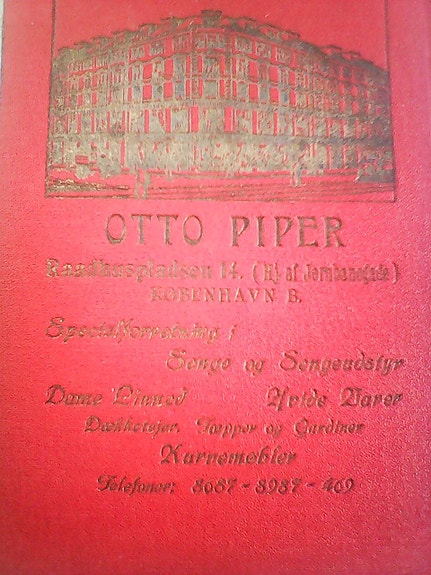 OTTO PIPER
Raadhuspladsen 14. (Hj. af Jernbanegade)
KØBENHAVN B.
Specialforretning i
Senge og Sengeudstyr
Dame Linned Hvide Varer
Dækketøjer, Tæpper og Gardiner
Kurvemøbler
Telefoner: 8087 - 8987 - 469